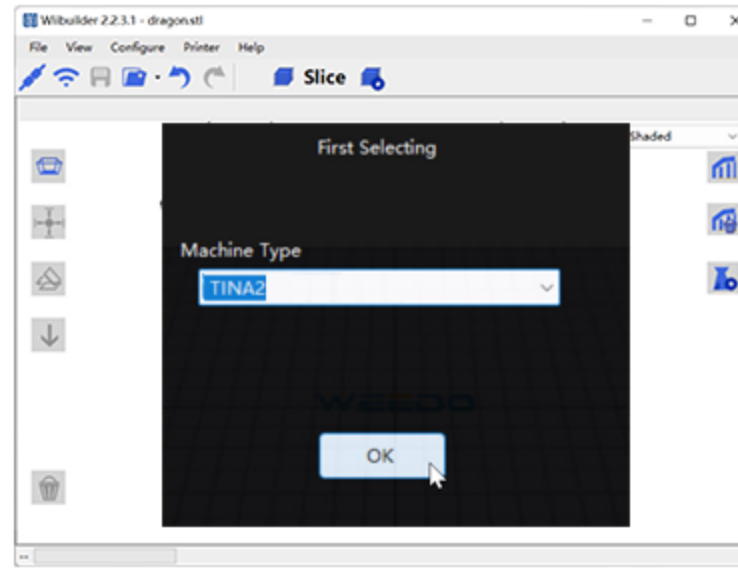 Wiibuilder 2.2.3.1 - dragon.stl
File View Configure Printer Help
Slice
Shaded
First Selecting
Machine Type
TINA2
WEEDO
OK